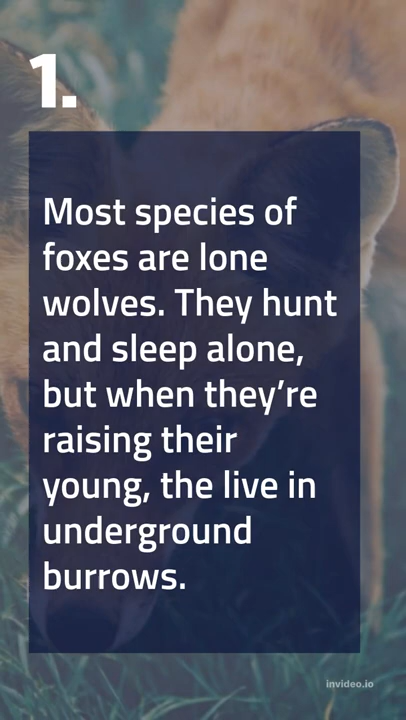 1.
Most species of
foxes are lone
wolves. They hunt
and sleep alone,
but when they’re
raising their
young, the live in
underground
burrows.
invideo.io